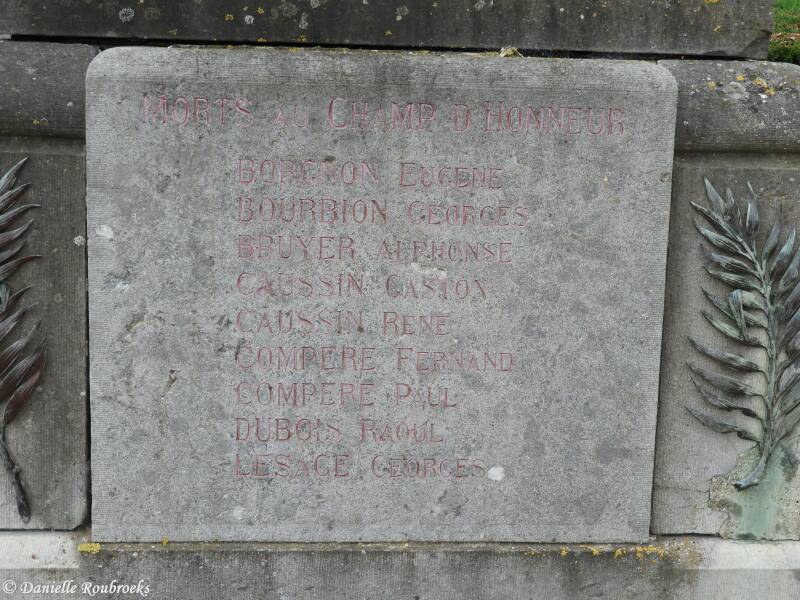 MORTS AU CHAMP D HONNEUR
BORGNON EUGENE
BOURBION GEORGES
BRUYER ALPHONSE
CAUSSIN GASTON
CAUSSIN RENE
COMPERE FERNAND
COMPERE PAUL
DUBOIS RAOUL
LESAGE GEORGES
© Danielle Roubroeks